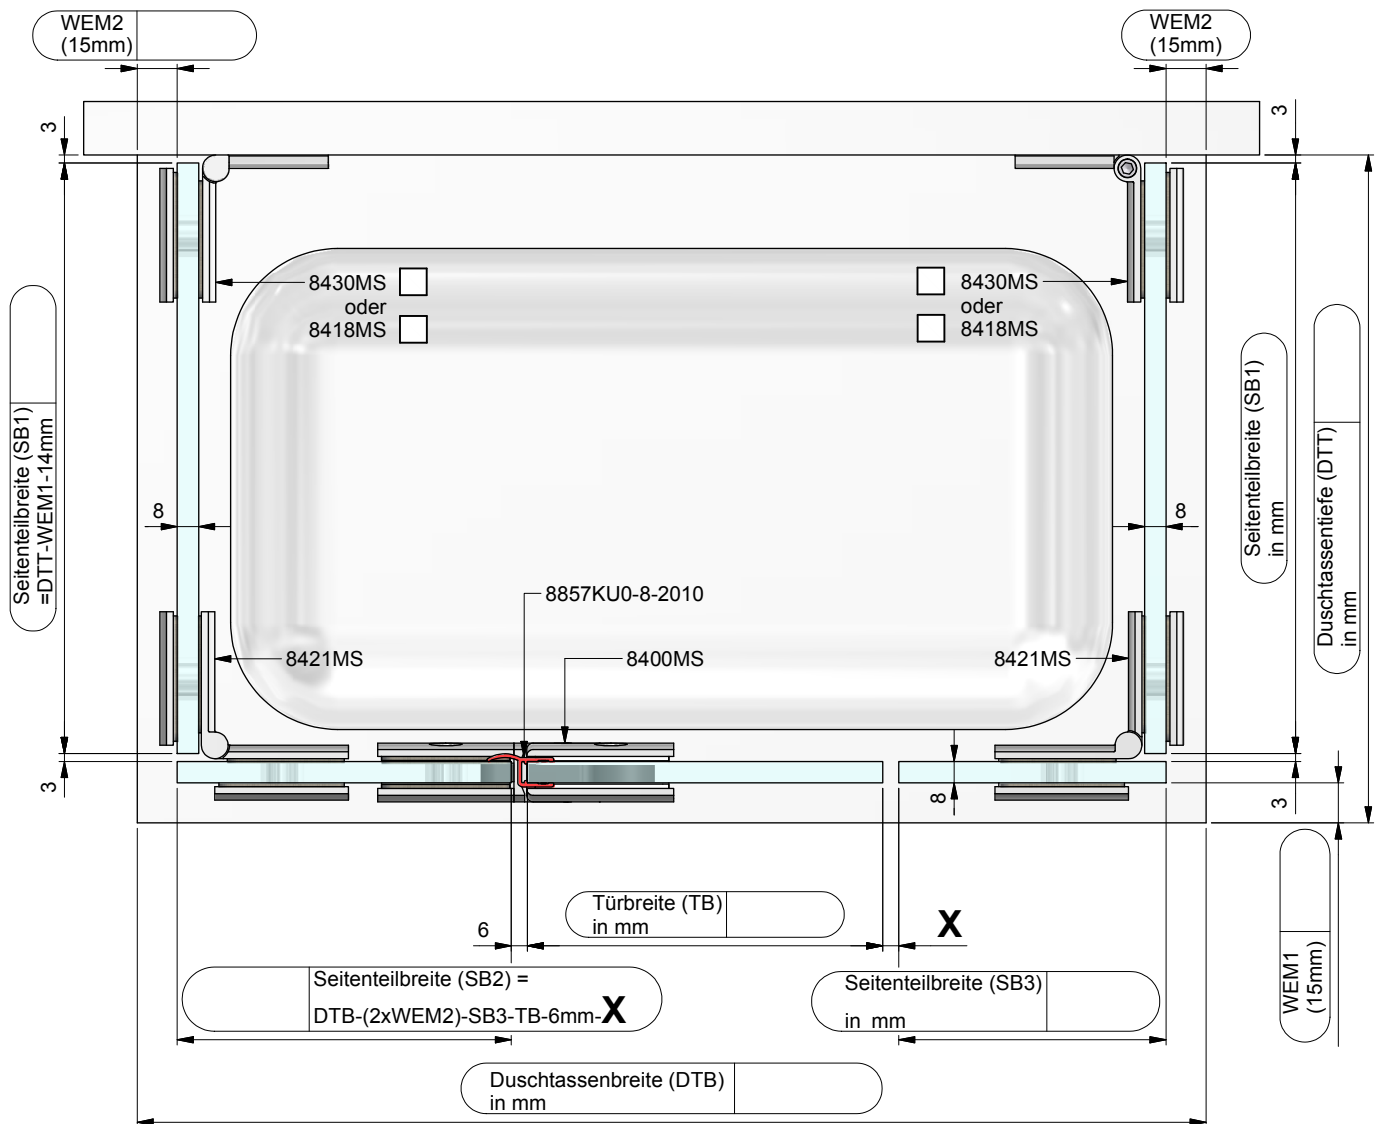 WEM2
(15mm)
WEM2
(15mm)
3
3
8430MS
oder
8418MS
8430MS
oder
8418MS
Seitenteilbreite (SB1)
=DTT-WEM1-14mm
Seitenteilbreite (SB1)
in mm
Duschtassentiefe (DTT)
in mm
8
8
8857KU0-8-2010
8421MS
8400MS
8421MS
3
8
3
Türbreite (TB)
in mm
6
X
WEM1
(15mm)
Seitenteilbreite (SB2) =
DTB-(2xWEM2)-SB3-TB-6mm-X
Seitenteilbreite (SB3)
in mm
Duschtassenbreite (DTB)
in mm